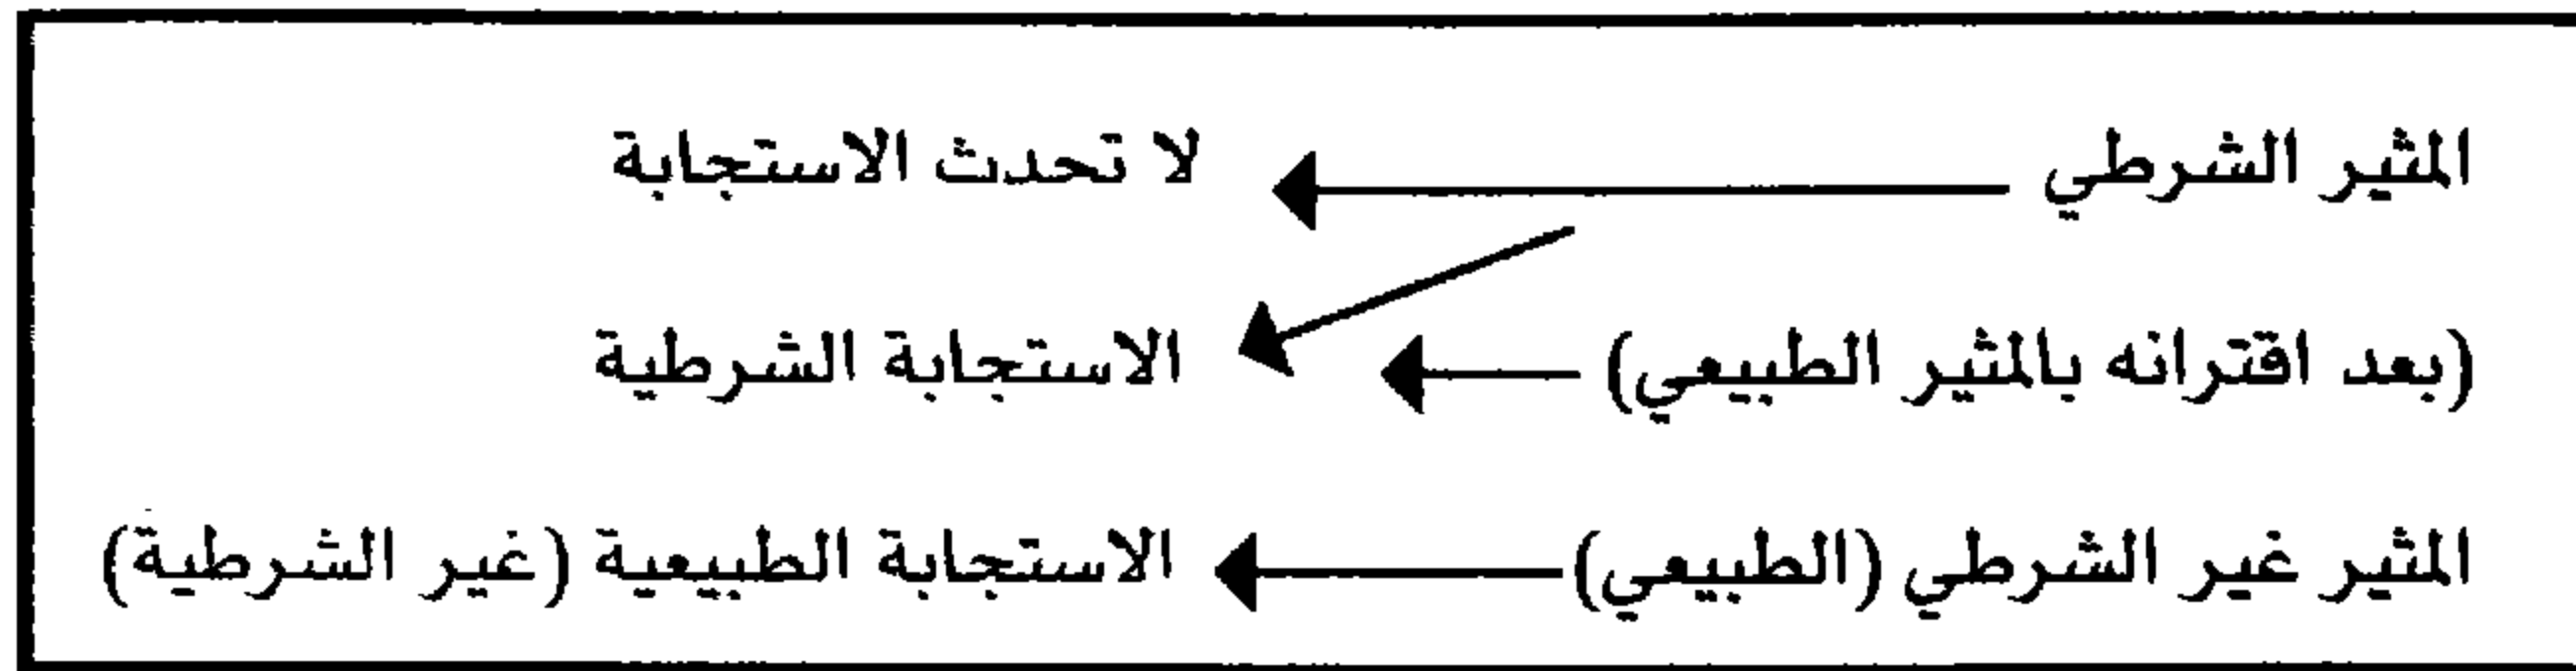 المثير الشرطي لا تحدث الاستجابة
(بعد اقترانه بالمثير الطبيعي) الاستجابة الشرطية
المثير غير الشرطي (الطبيعي) الاستجابة الطبيعية (غير الشرطية)